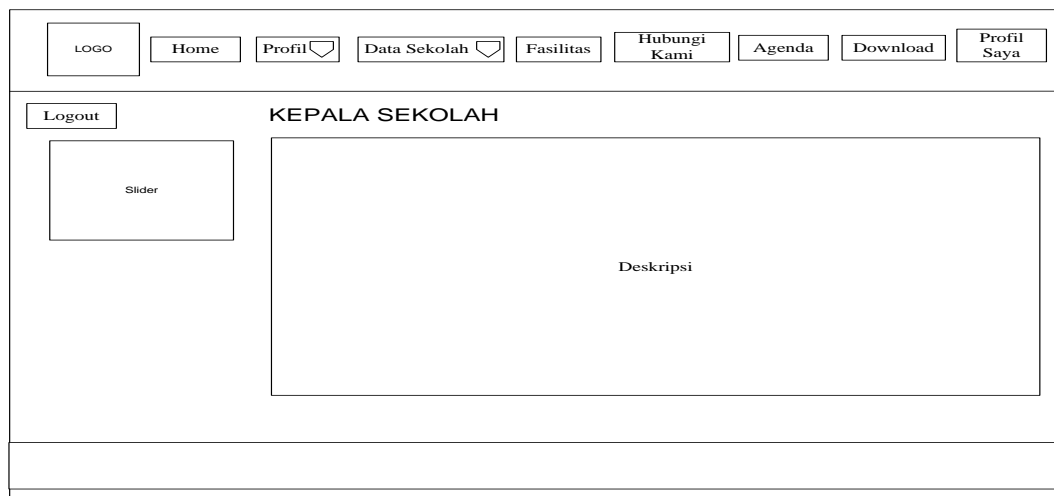 LOGO
Home
Profil
Data Sekolah
Fasilitas
Hubungi
Kami
Agenda
Download
Profil
Saya
Logout
KEPALA SEKOLAH
Slider
Deskripsi